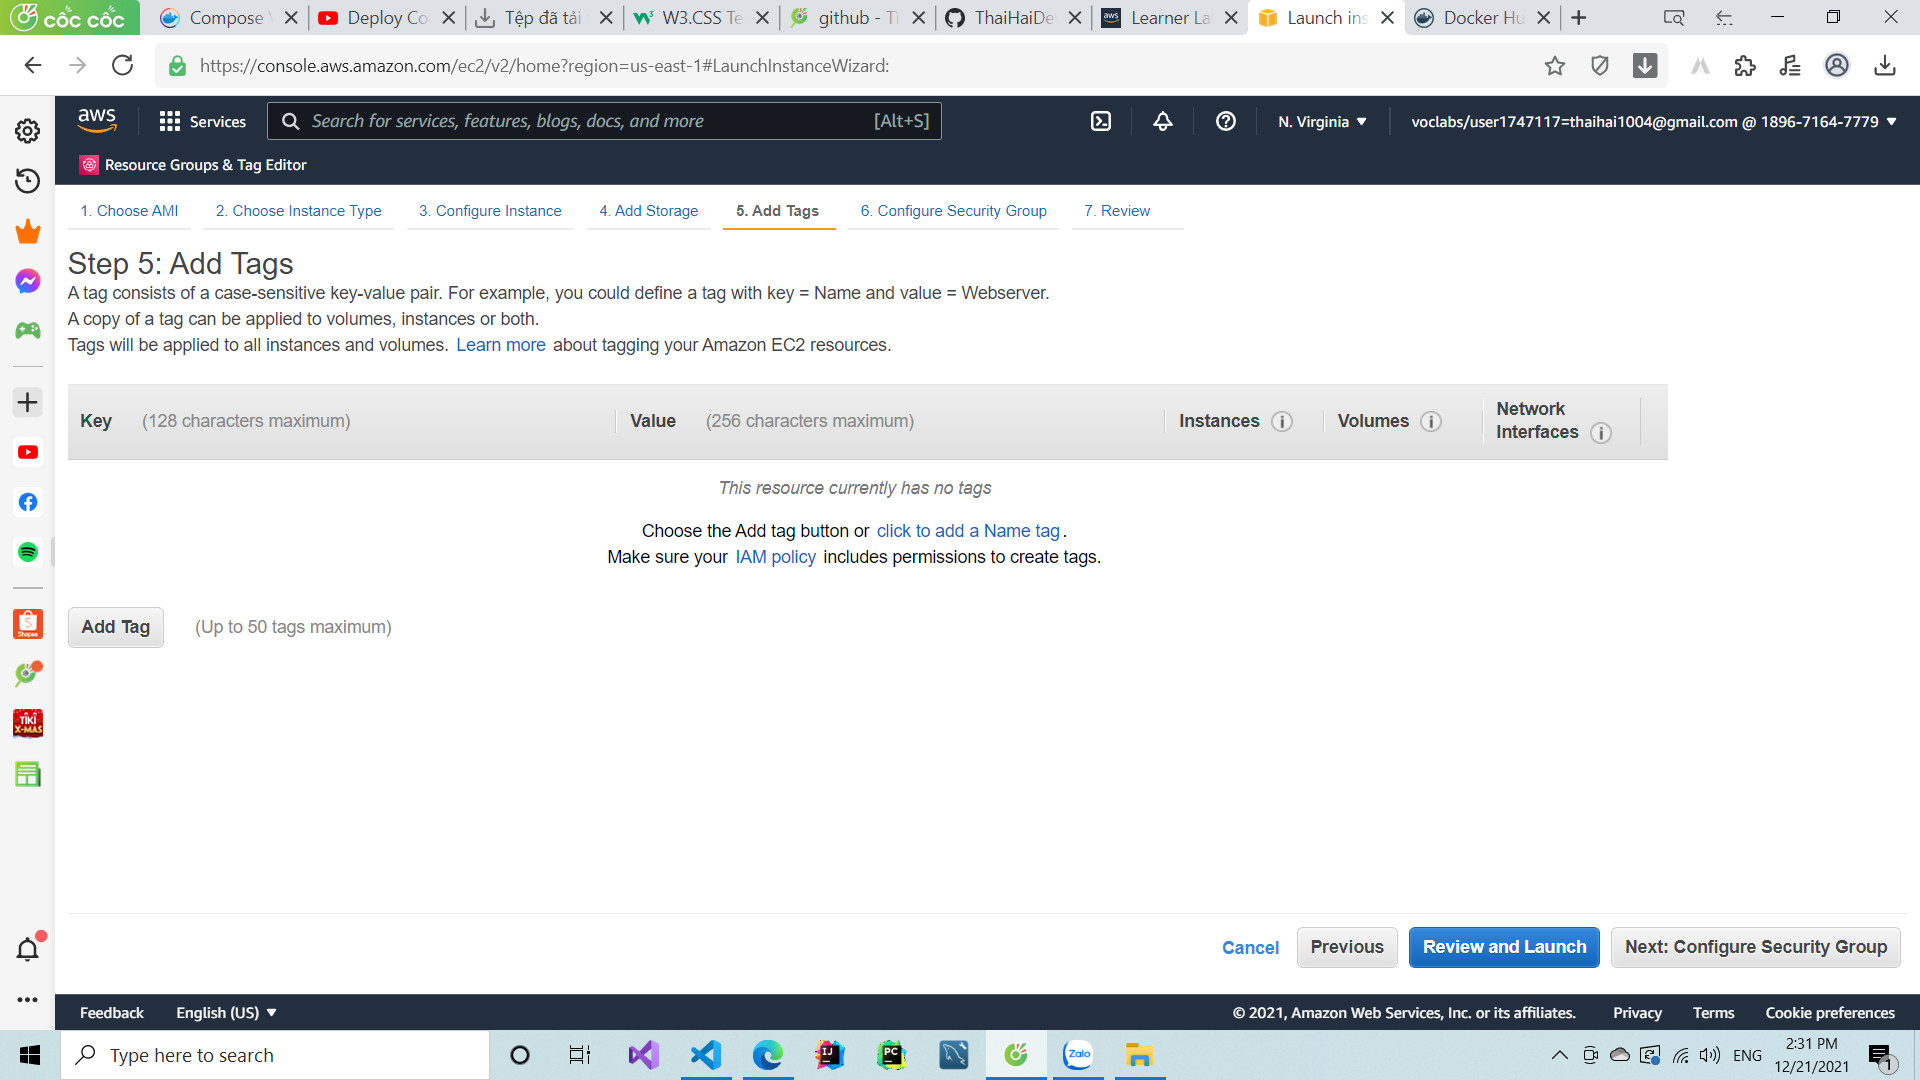 cốc cốc
Compose
Deploy Co
Tệp đã tải
W3.CSS Te
github - T
ThaiHaiDe
Learner La
Launch ins
Docker Hu
https://console.aws.amazon.com/ec2/v2/home?region=us-east-1#LaunchInstanceWizard:
aws
Services
Search for services, features, blogs, docs, and more
[Alt+S]
N. Virginia
voclabs/user1747117=thaihai1004@gmail.com @ 1896-7164-7779
Resource Groups & Tag Editor
1. Choose AMI
2. Choose Instance Type
3. Configure Instance
4. Add Storage
5. Add Tags
6. Configure Security Group
7. Review
Step 5: Add Tags
A tag consists of a case-sensitive key-value pair. For example, you could define a tag with key = Name and value = Webserver.
A copy of a tag can be applied to volumes, instances or both.
Tags will be applied to all instances and volumes. Learn more about tagging your Amazon EC2 resources.
Key (128 characters maximum)
Value (256 characters maximum)
Instances
Volumes
Network
Interfaces
This resource currently has no tags
Choose the Add tag button or click to add a Name tag.
Make sure your IAM policy includes permissions to create tags.
Add Tag
(Up to 50 tags maximum)
Shopee
TIKI
X-MAS
Cancel
Previous
Review and Launch
Next: Configure Security Group
Feedback
English (US)
© 2021, Amazon Web Services, Inc. or its affiliates.
Privacy
Terms
Cookie preferences
Type here to search
IJ
PC
Zalo
ENG
2:31 PM
12/21/2021
1